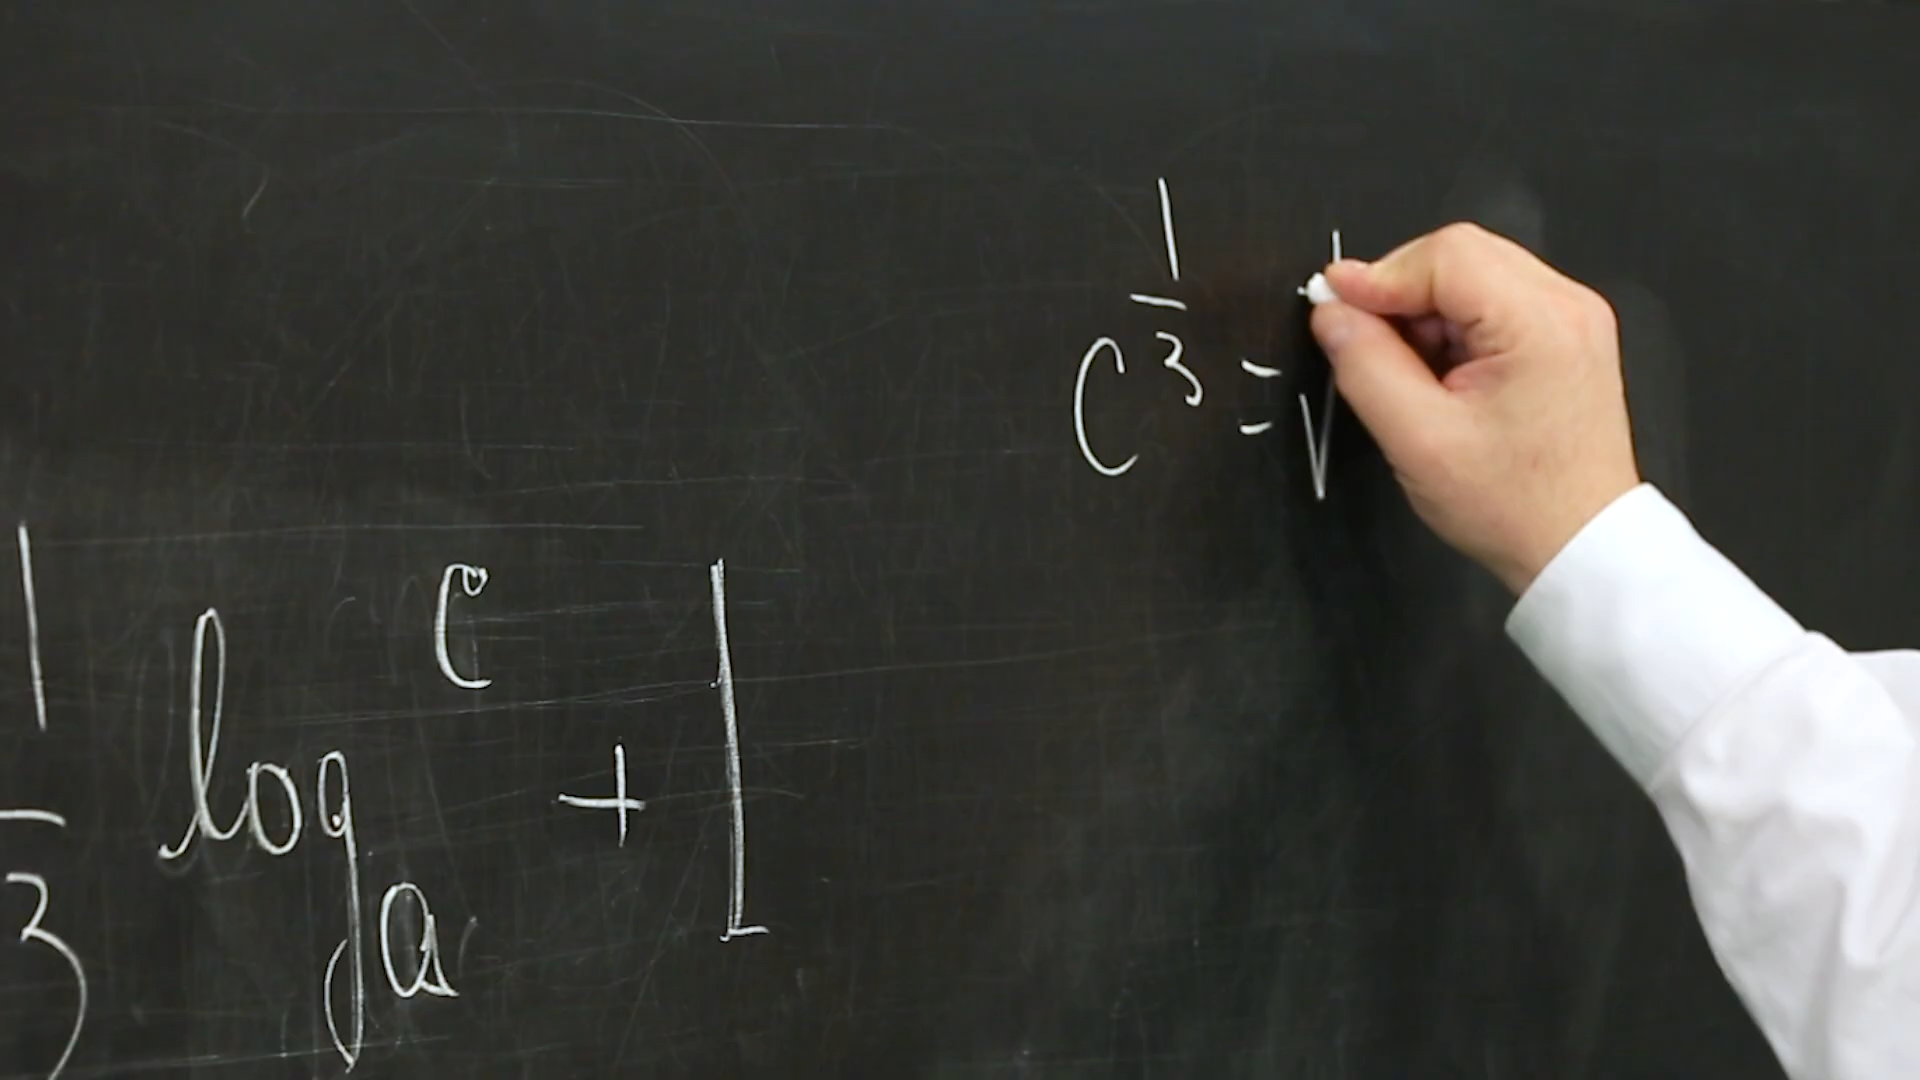 c^{1/3} = √
1/3 log_a c + 1